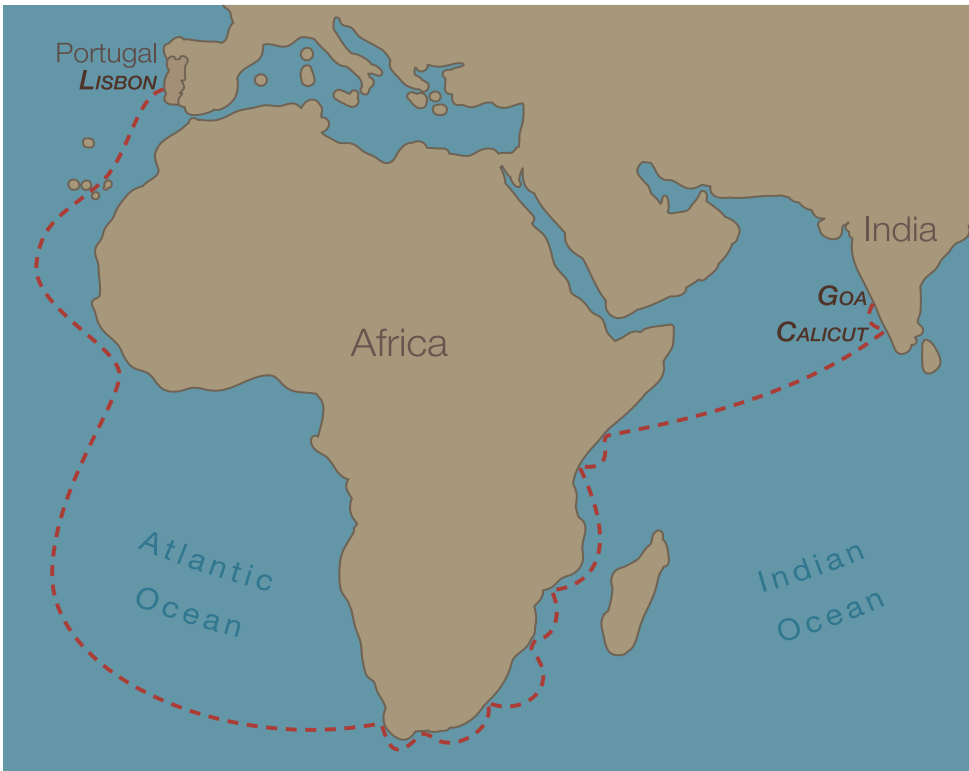 Portugal
LISBON
India
GOA
CALICUT
Africa
Atlantic
Ocean
Indian
Ocean